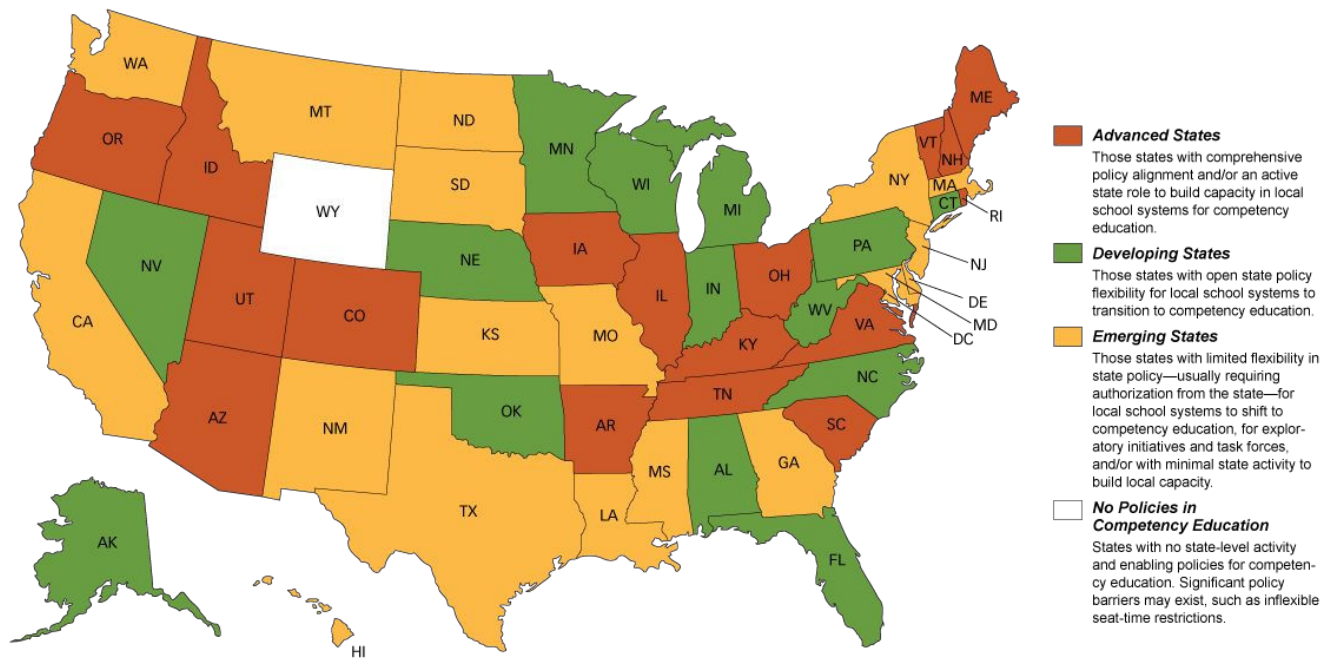 WA
OR
ID
MT
ND
SD
WY
MN
WI
MI
NY
VT
NH
ME
MA
CT
RI
NJ
DE
MD
DC
PA
NV
UT
CA
CO
NE
IA
IL
IN
OH
WV
VA
KY
KS
MO
AZ
NM
OK
AR
TN
NC
SC
MS
AL
GA
TX
LA
FL
AK
HI
Advanced States
Those states with comprehensive
policy alignment and/or an active
state role to build capacity in local
school systems for competency
education.
Developing States
Those states with open state policy
flexibility for local school systems to
transition to competency education.
Emerging States
Those states with limited flexibility in
state policy—usually requiring
authorization from the state—for
local school systems to shift to
competency education, for explor-
atory initiatives and task forces,
and/or with minimal state activity to
build local capacity.
No Policies in
Competency Education
States with no state-level activity
and enabling policies for competen-
cy education. Significant policy
barriers may exist, such as inflexible
seat-time restrictions.